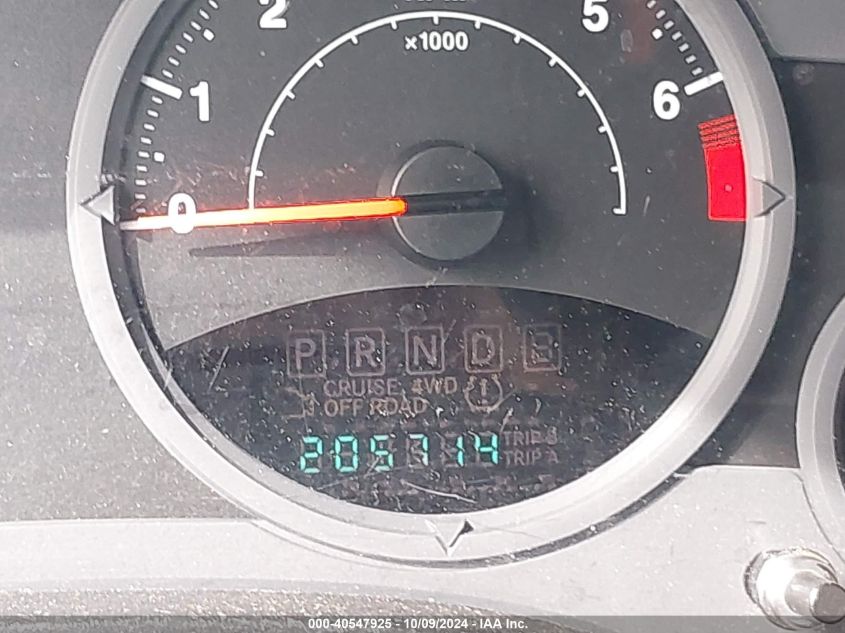 2 5
×1000
1 6
0
P R N D
CRUISE 4WD
OFF ROAD
TRIP B
205714 TRIP A
000-40547925 - 10/09/2024 - IAA Inc.